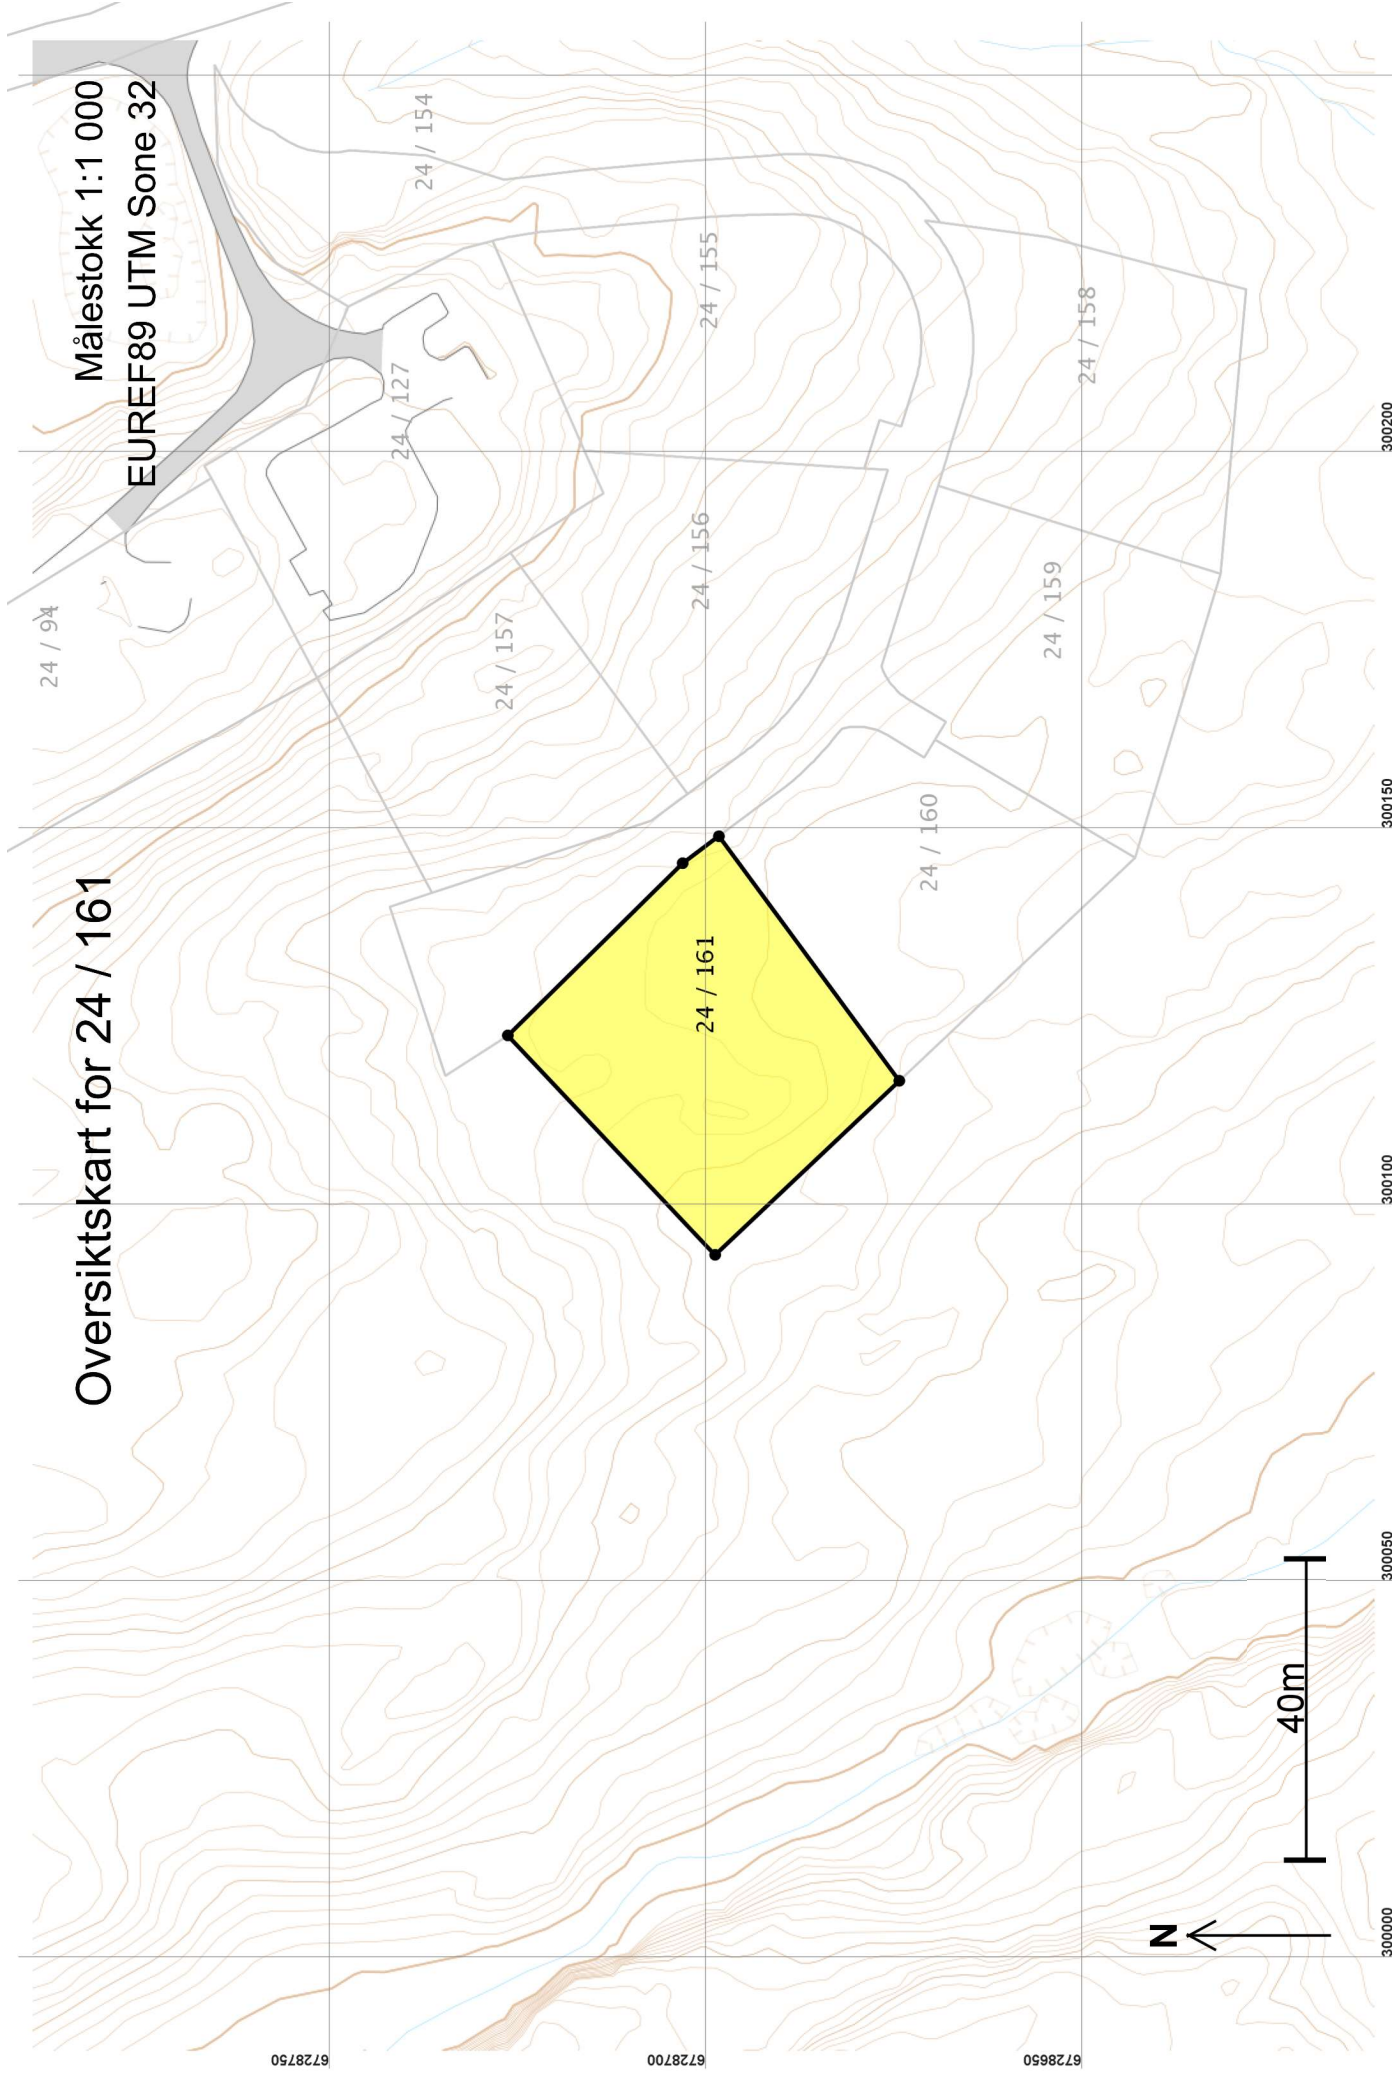 Oversiktskart for 24 / 161
Målestokk 1:1 000
EUREF89 UTM Sone 32
24 / 94
24 / 127
24 / 154
24 / 157
24 / 156
24 / 155
24 / 161
24 / 160
24 / 159
24 / 158
N
40m
6728750
6728700
6728650
300000
300050
300100
300150
300200